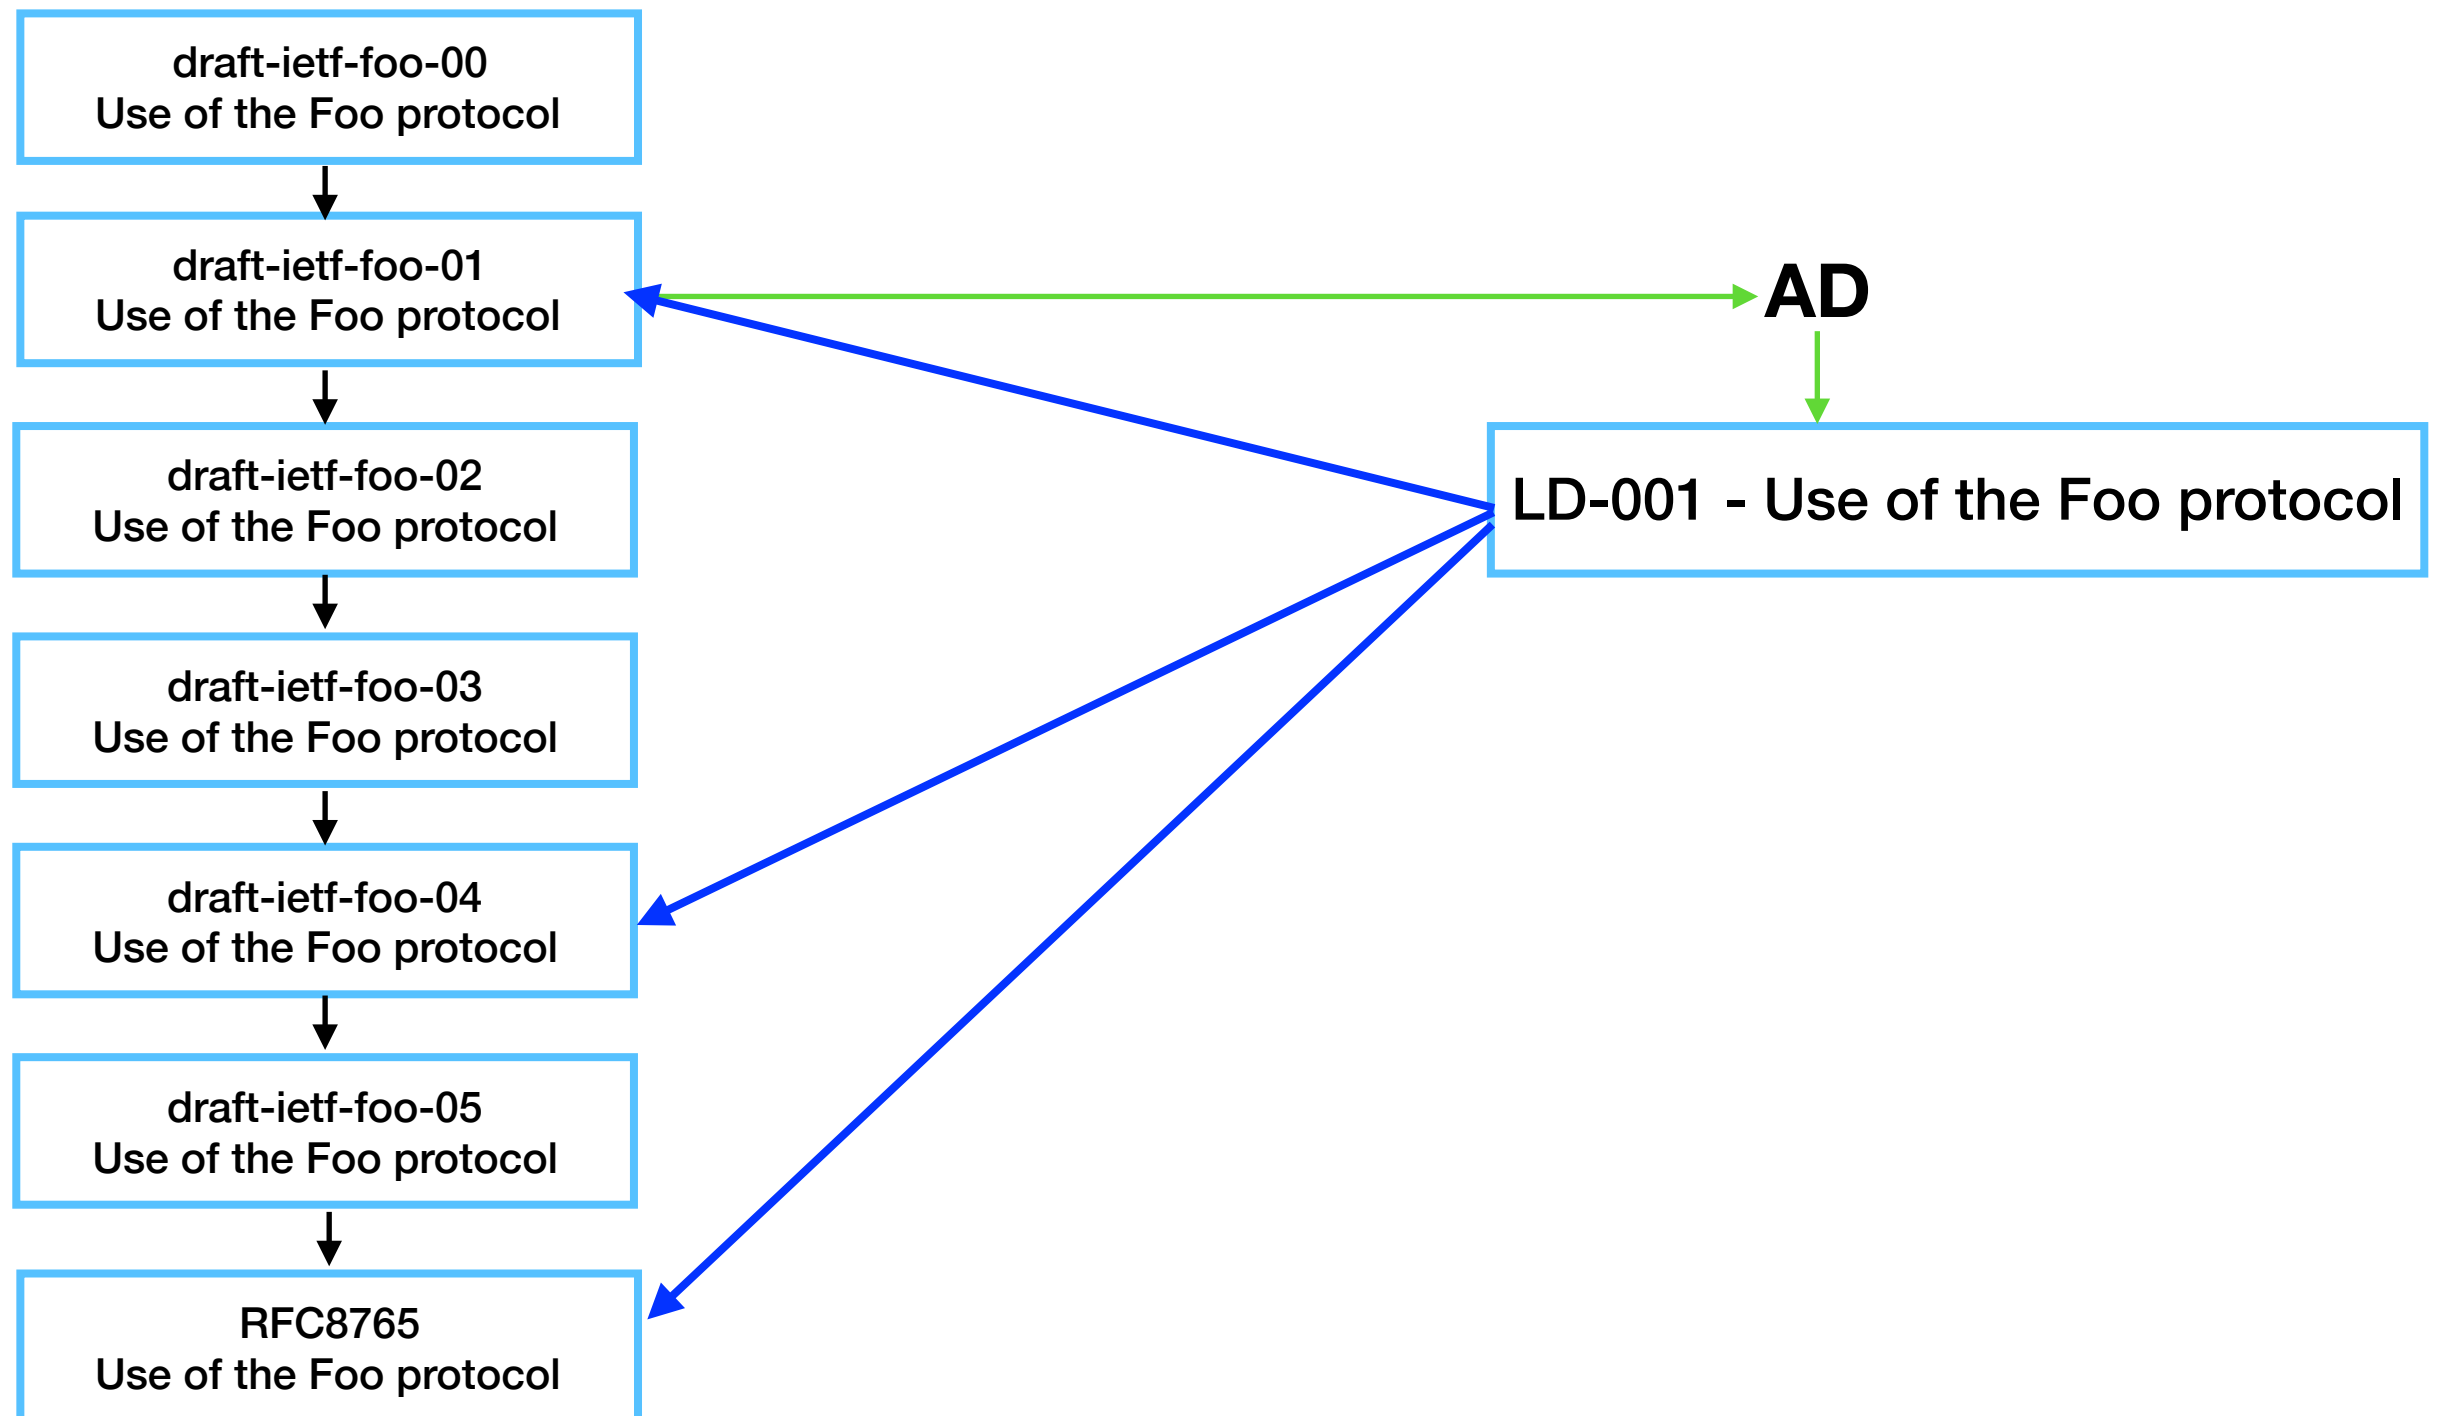 draft-ietf-foo-00
Use of the Foo protocol
draft-ietf-foo-01
Use of the Foo protocol
AD
draft-ietf-foo-02
Use of the Foo protocol
LD-001 - Use of the Foo protocol
draft-ietf-foo-03
Use of the Foo protocol
draft-ietf-foo-04
Use of the Foo protocol
draft-ietf-foo-05
Use of the Foo protocol
RFC8765
Use of the Foo protocol